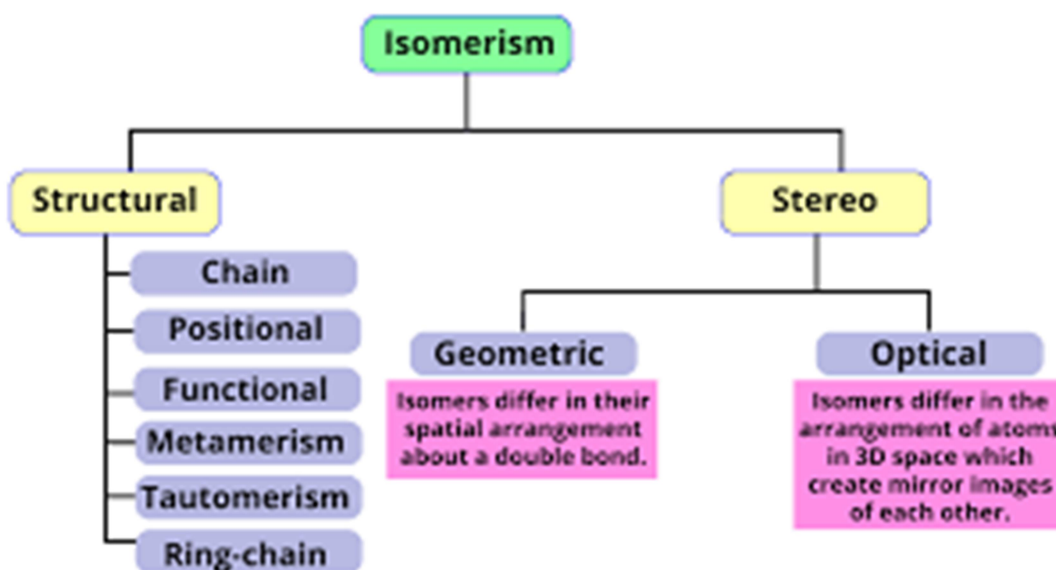 Isomerism
Structural
Stereo
Chain
Positional
Functional
Metamerism
Tautomerism
Ring-chain
Geometric
Isomers differ in their
spatial arrangement
about a double bond.
Optical
Isomers differ in the
arrangement of atoms
in 3D space which
create mirror images
of each other.